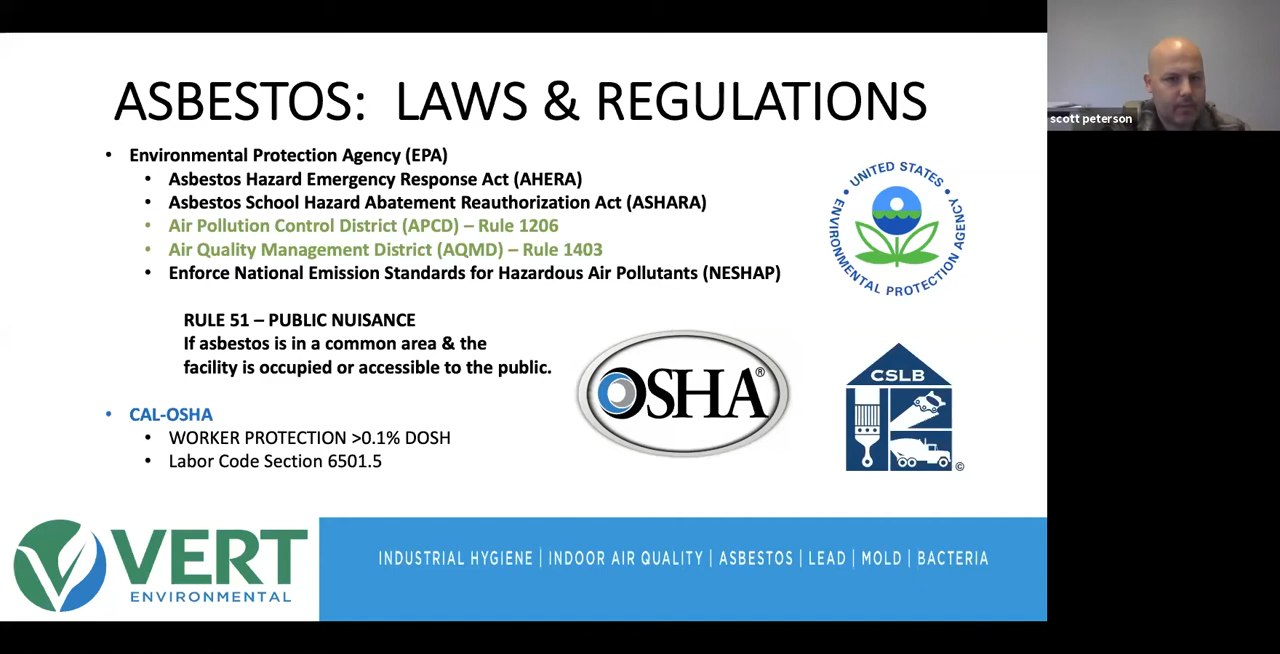 ASBESTOS: LAWS & REGULATIONS
scott peterson
• Environmental Protection Agency (EPA)
• Asbestos Hazard Emergency Response Act (AHERA)
• Asbestos School Hazard Abatement Reauthorization Act (ASHARA)
• Air Pollution Control District (APCD) – Rule 1206
• Air Quality Management District (AQMD) – Rule 1403
• Enforce National Emission Standards for Hazardous Air Pollutants (NESHAP)
RULE 51 – PUBLIC NUISANCE
If asbestos is in a common area & the
facility is occupied or accessible to the public.
• CAL-OSHA
• WORKER PROTECTION >0.1% DOSH
• Labor Code Section 6501.5
• UNITED STATES •
ENVIRONMENTAL PROTECTION AGENCY
OSHA®
CSLB
©
VERT
ENVIRONMENTAL
INDUSTRIAL HYGIENE | INDOOR AIR QUALITY | ASBESTOS | LEAD | MOLD | BACTERIA